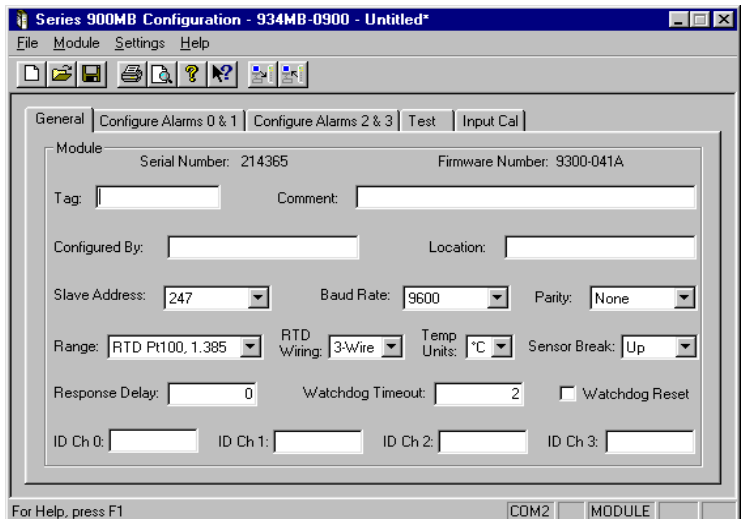 Series 900MB Configuration - 934MB-0900 - Untitled*
File Module Settings Help
General Configure Alarms 0 & 1 Configure Alarms 2 & 3 Test Input Cal
Module
Serial Number: 214365 Firmware Number: 9300-041A
Tag: Comment:
Configured By: Location:
Slave Address: 247 Baud Rate: 9600 Parity: None
Range: RTD Pt100, 1.385 RTD Wiring: 3-Wire Temp Units: °C Sensor Break: Up
Response Delay: 0 Watchdog Timeout: 2 Watchdog Reset
ID Ch 0: ID Ch 1: ID Ch 2: ID Ch 3:
For Help, press F1 COM2 MODULE